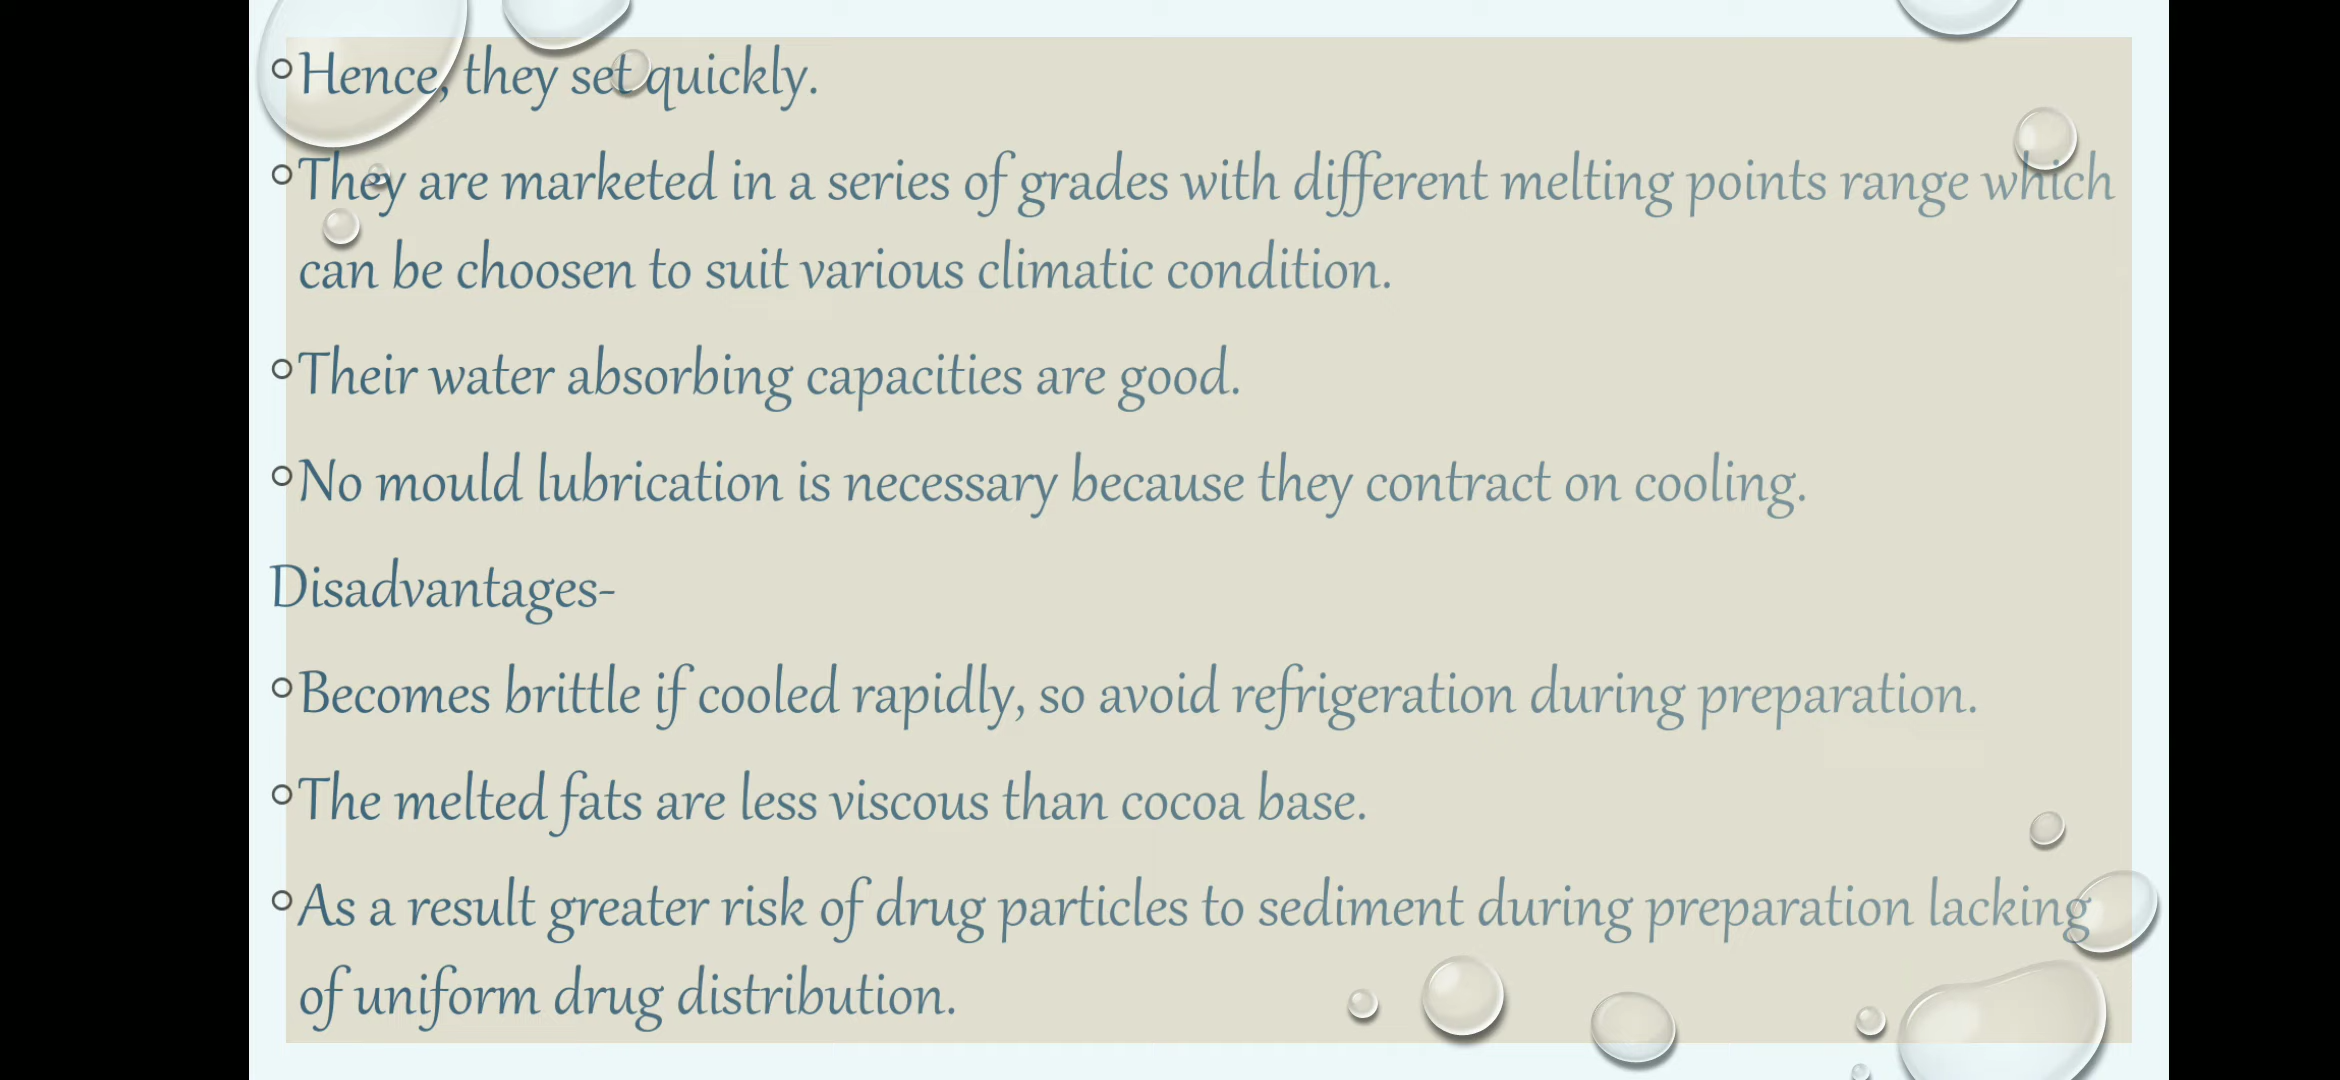 Hence, they set quickly.
They are marketed in a series of grades with different melting points range which
can be choosen to suit various climatic condition.
Their water absorbing capacities are good.
No mould lubrication is necessary because they contract on cooling.
Disadvantages-
Becomes brittle if cooled rapidly, so avoid refrigeration during preparation.
The melted fats are less viscous than cocoa base.
As a result greater risk of drug particles to sediment during preparation lacking
of uniform drug distribution.